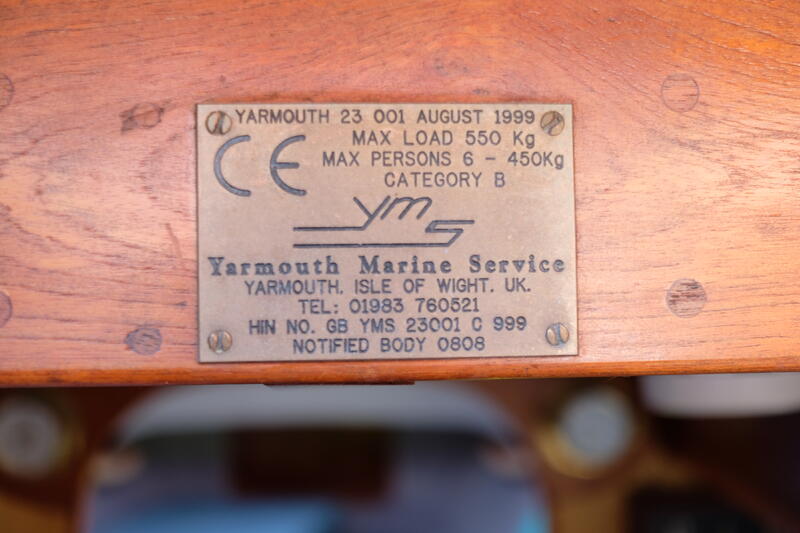 YARMOUTH 23 001 AUGUST 1999
CE
MAX LOAD 550 Kg
MAX PERSONS 6 - 450Kg
CATEGORY B
yms
Yarmouth Marine Service
YARMOUTH, ISLE OF WIGHT. UK.
TEL: 01983 760521
HIN NO. GB YMS 23001 C 999
NOTIFIED BODY 0808